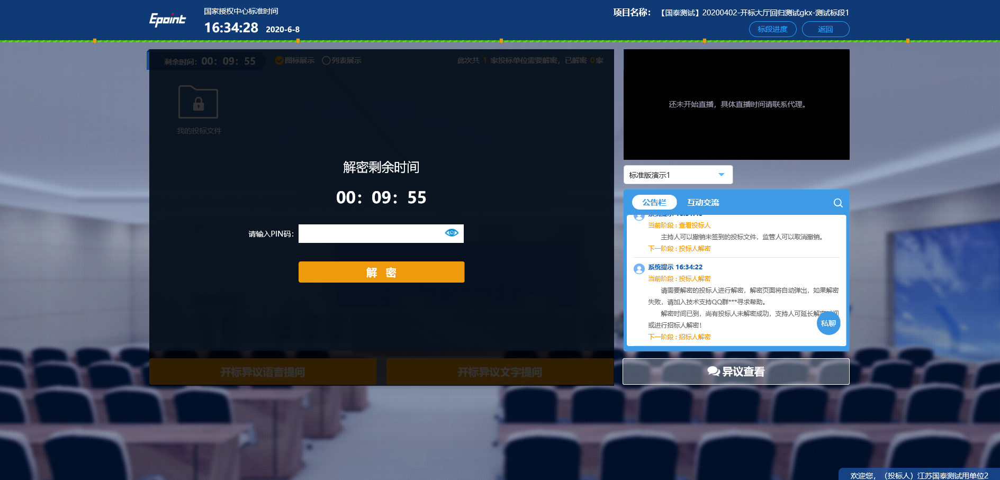 Epoint
国家授权中心标准时间
16:34:28 2020-6-8
项目名称： 【国泰测试】20200402-开标大厅回归测试gkx-测试标段1
标段进度 返回
剩余时间： 00：09：55 图标展示 列表展示 此次共 1 家投标单位需要解密，已解密 0家
我的投标文件
解密剩余时间
00：09：55
请输入PIN码：
解 密
开标异议语音提问 开标异议文字提问
还未开始直播，具体直播时间请联系代理。
标准版演示1
公告栏 互动交流
当前阶段 : 查看投标人
主持人可以撤销未签到的投标文件，监管人可以取消撤销。
下一阶段 : 投标人解密
系统提示 16:34:22
当前阶段 : 投标人解密
请需要解密的投标人进行解密，解密页面将自动弹出，如果解密
失败，请加入技术支持QQ群***寻求帮助。
解密时间已到，尚有投标人未解密成功，支持人可延长解密时间
或进行招标人解密！
下一阶段 : 招标人解密
私聊
异议查看
欢迎您，（投标人）江苏国泰测试用单位2